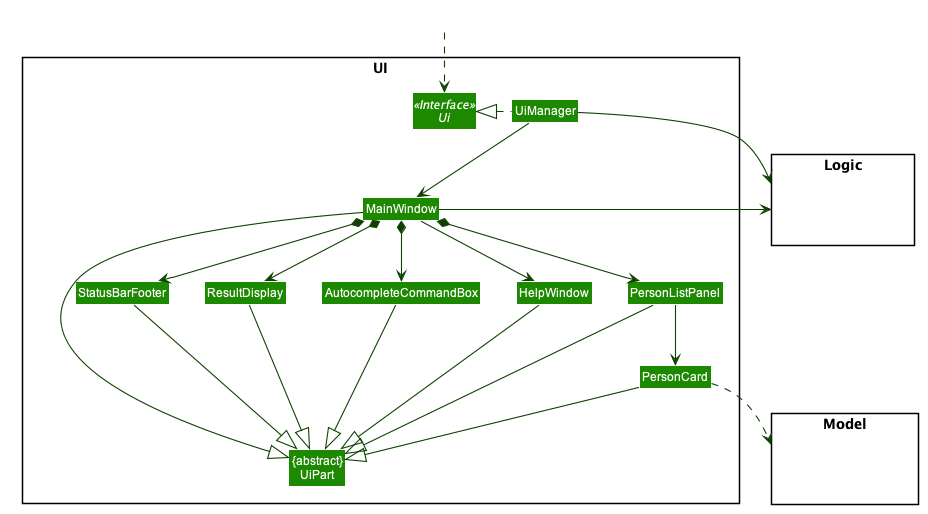 UI
«Interface»
Ui
UiManager
Logic
MainWindow
StatusBarFooter
ResultDisplay
AutocompleteCommandBox
HelpWindow
PersonListPanel
PersonCard
Model
{abstract}
UiPart